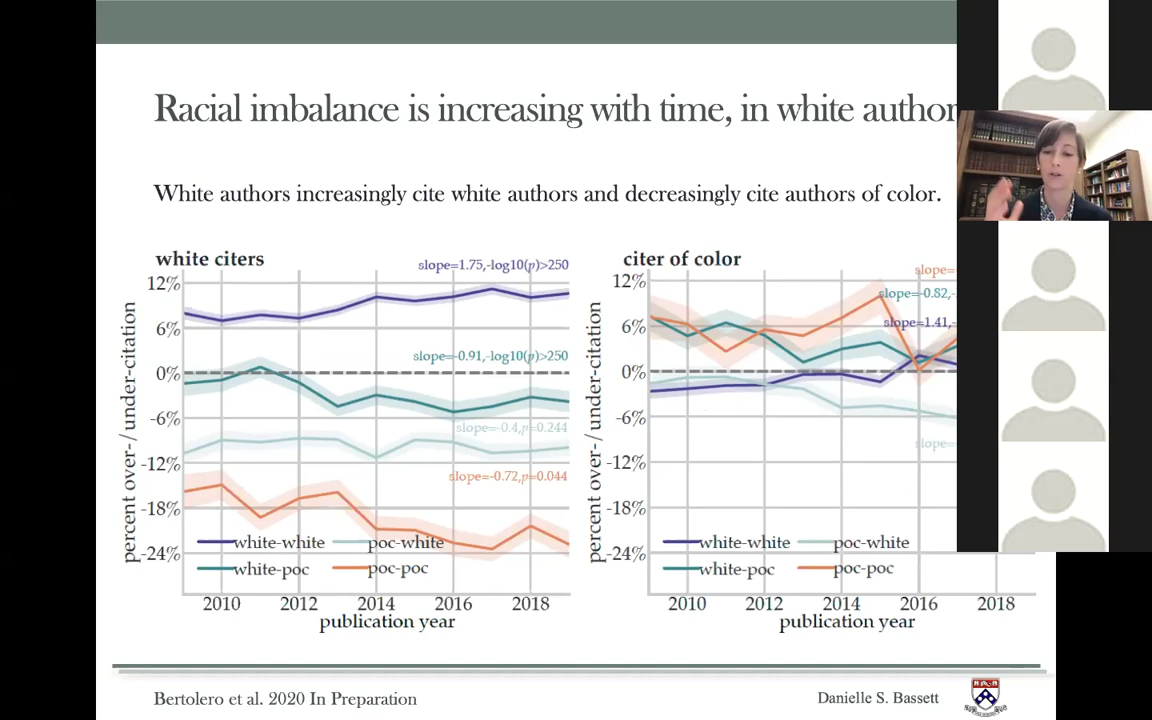 Racial imbalance is increasing with time, in white author
White authors increasingly cite white authors and decreasingly cite authors of color.
white citers
slope=1.75,-log10(p)>250
12%
6%
slope=-0.91,-log10(p)>250
0%
-6%
slope=-0.4,p=0.244
-12%
slope=-0.72,p=0.044
-18%
-24%
percent over-/ under-citation
white-white
poc-white
white-poc
poc-poc
2010
2012
2014
2016
2018
publication year
citer of color
slope=
12%
slope=-0.82,-
6%
slope=1.41,-
0%
-6%
slope=
-12%
-18%
-24%
percent over-/ under-citation
white-white
poc-white
white-poc
poc-poc
2010
2012
2014
2016
2018
publication year
Bertolero et al. 2020 In Preparation
Danielle S. Bassett